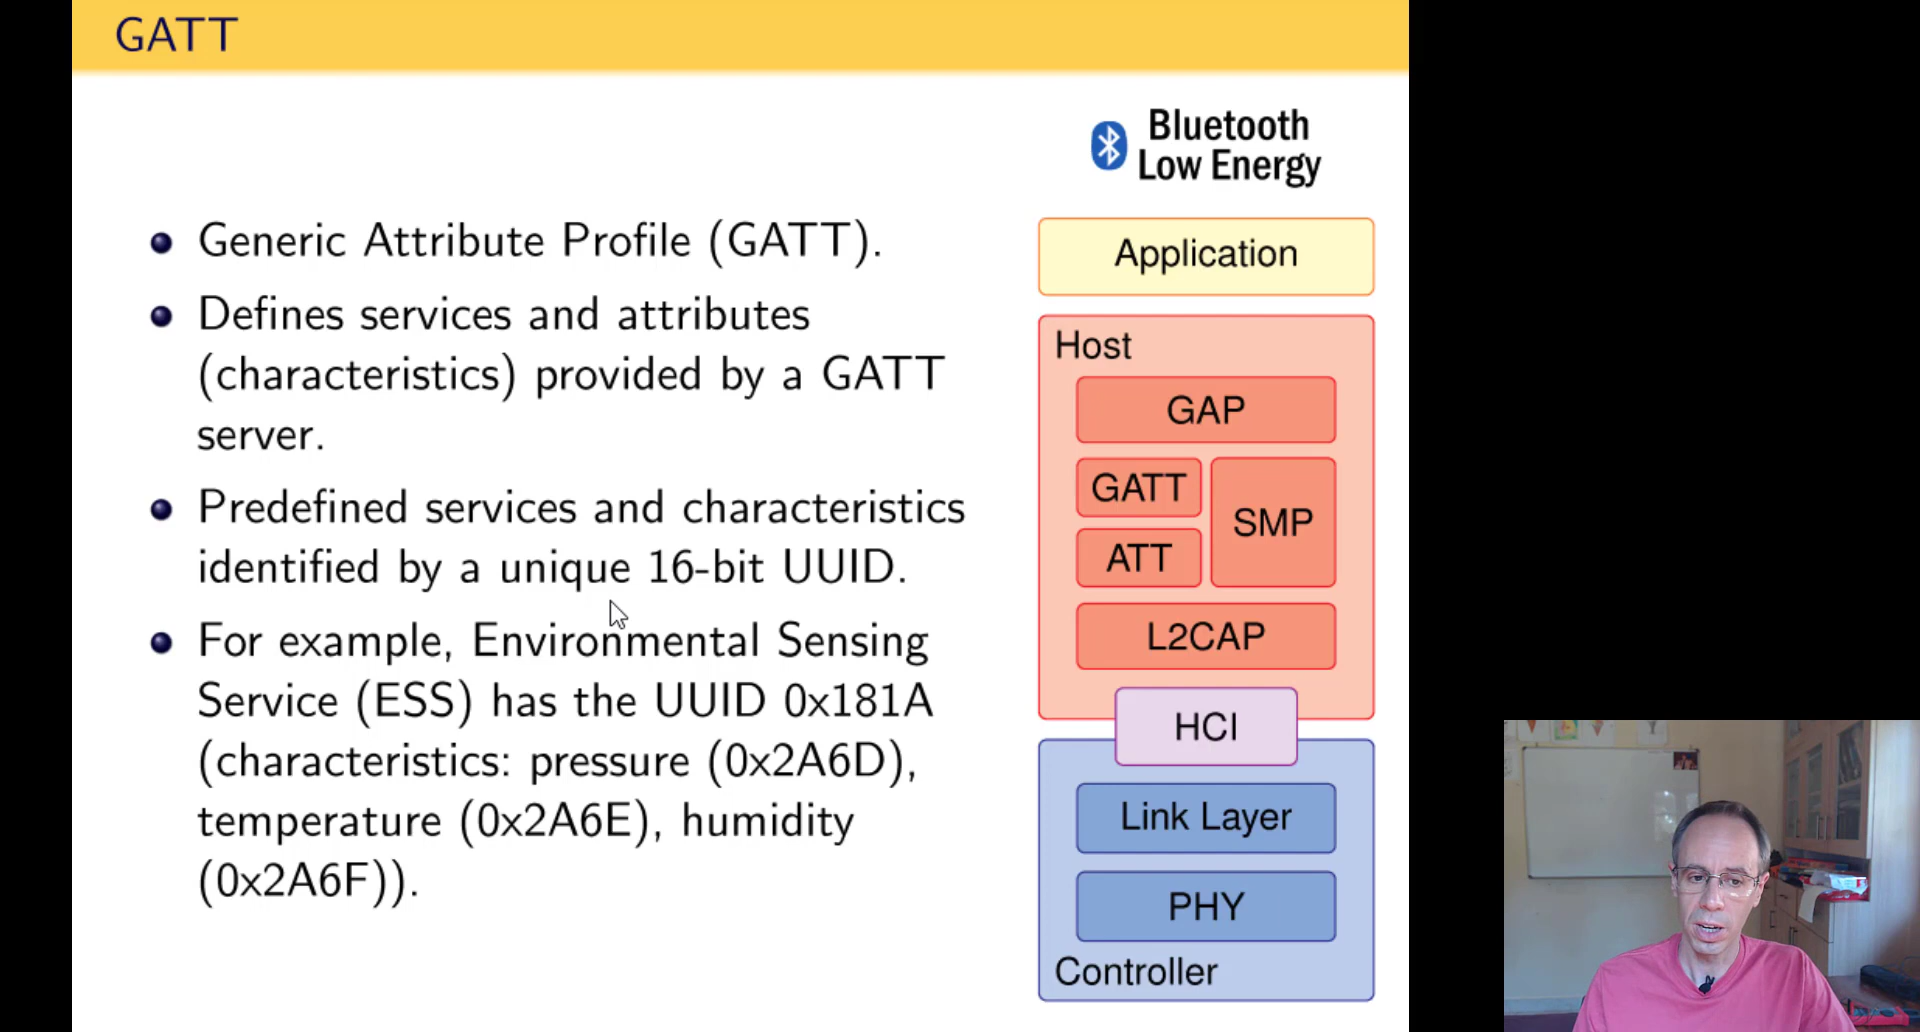 GATT
Generic Attribute Profile (GATT).
Defines services and attributes
(characteristics) provided by a GATT
server.
Predefined services and characteristics
identified by a unique 16-bit UUID.
For example, Environmental Sensing
Service (ESS) has the UUID 0x181A
(characteristics: pressure (0x2A6D),
temperature (0x2A6E), humidity
(0x2A6F)).
Bluetooth
Low Energy
Application
Host
GAP
GATT
SMP
ATT
L2CAP
HCI
Link Layer
PHY
Controller